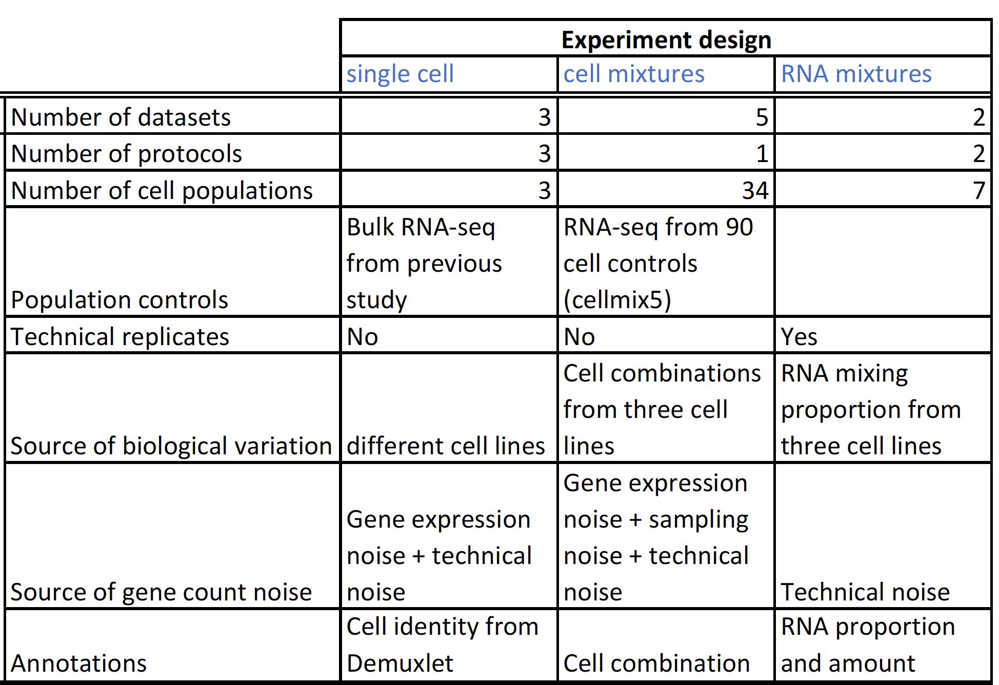 Experiment design
single cell cell mixtures RNA mixtures
Number of datasets 3 5 2
Number of protocols 3 1 2
Number of cell populations 3 34 7
Population controls
Bulk RNA-seq
from previous
study
RNA-seq from 90
cell controls
(cellmix5)
Technical replicates No No Yes
Source of biological variation
different cell lines
Cell combinations
from three cell
lines
RNA mixing
proportion from
three cell lines
Source of gene count noise
Gene expression
noise + technical
noise
Gene expression
noise + sampling
noise + technical
noise
Technical noise
Annotations
Cell identity from
Demuxlet
Cell combination
RNA proportion
and amount